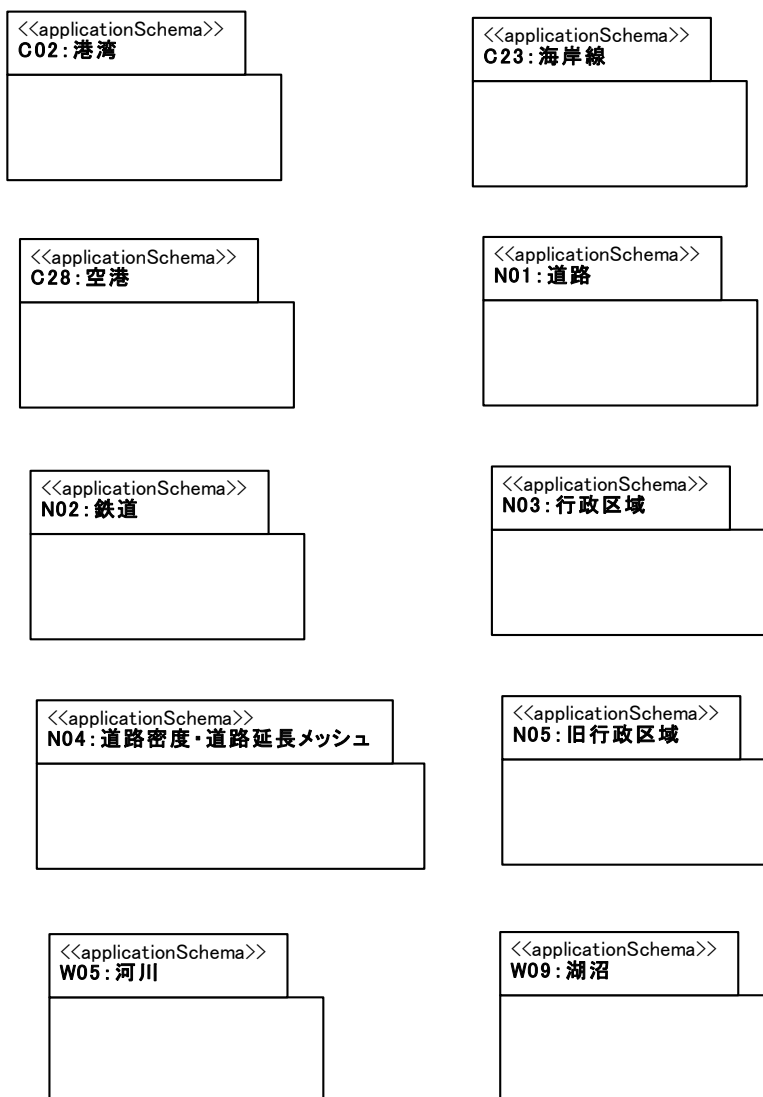 <<applicationSchema>>
C02:港湾
<<applicationSchema>>
C23:海岸線
<<applicationSchema>>
C28:空港
<<applicationSchema>>
N01:道路
<<applicationSchema>>
N02:鉄道
<<applicationSchema>>
N03:行政区域
<<applicationSchema>>
N04:道路密度・道路延長メッシュ
<<applicationSchema>>
N05:旧行政区域
<<applicationSchema>>
W05:河川
<<applicationSchema>>
W09:湖沼